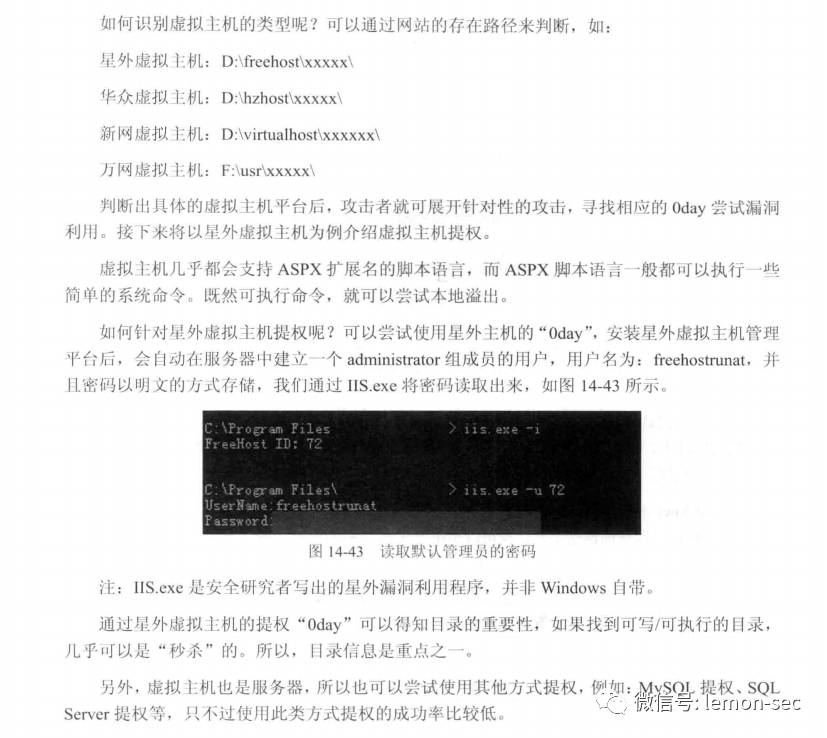 如何识别虚拟主机的类型呢？可以通过网站的存在路径来判断，如：
星外虚拟主机：D:\freehost\xxxxx\
华众虚拟主机：D:\hzhost\xxxxx\
新网虚拟主机：D:\virtualhost\xxxxxx\
万网虚拟主机：F:\usr\xxxxx\
判断出具体的虚拟主机平台后，攻击者就可展开针对性的攻击，寻找相应的 0day 尝试漏洞
利用。接下来将以星外虚拟主机为例介绍虚拟主机提权。
虚拟主机几乎都会支持 ASPX 扩展名的脚本语言，而 ASPX 脚本语言一般都可以执行一些
简单的系统命令。既然可执行命令，就可以尝试本地溢出。
如何针对星外虚拟主机提权呢？可以尝试使用星外主机的“0day”，安装星外虚拟主机管理
平台后，会自动在服务器中建立一个 administrator 组成员的用户，用户名为：freehostrunat，并
且密码以明文的方式存储，我们通过 IIS.exe 将密码读取出来，如图 14-43 所示。
C:\Program Files > iis.exe -i
FreeHost ID: 72
C:\Program Files\ > iis.exe -u 72
UserName:freehostrunat
Password:
图 14-43 读取默认管理员的密码
注：IIS.exe 是安全研究者写出的星外漏洞利用程序，并非 Windows 自带。
通过星外虚拟主机的提权“0day”可以得知目录的重要性，如果找到可写/可执行的目录，
几乎可以是“秒杀”的。所以，目录信息是重点之一。
另外，虚拟主机也是服务器，所以也可以尝试使用其他方式提权，例如：MySQL 提权、SQL
Server 提权等，只不过使用此类方式提权的成功率比较低。
微信号: lemon-sec